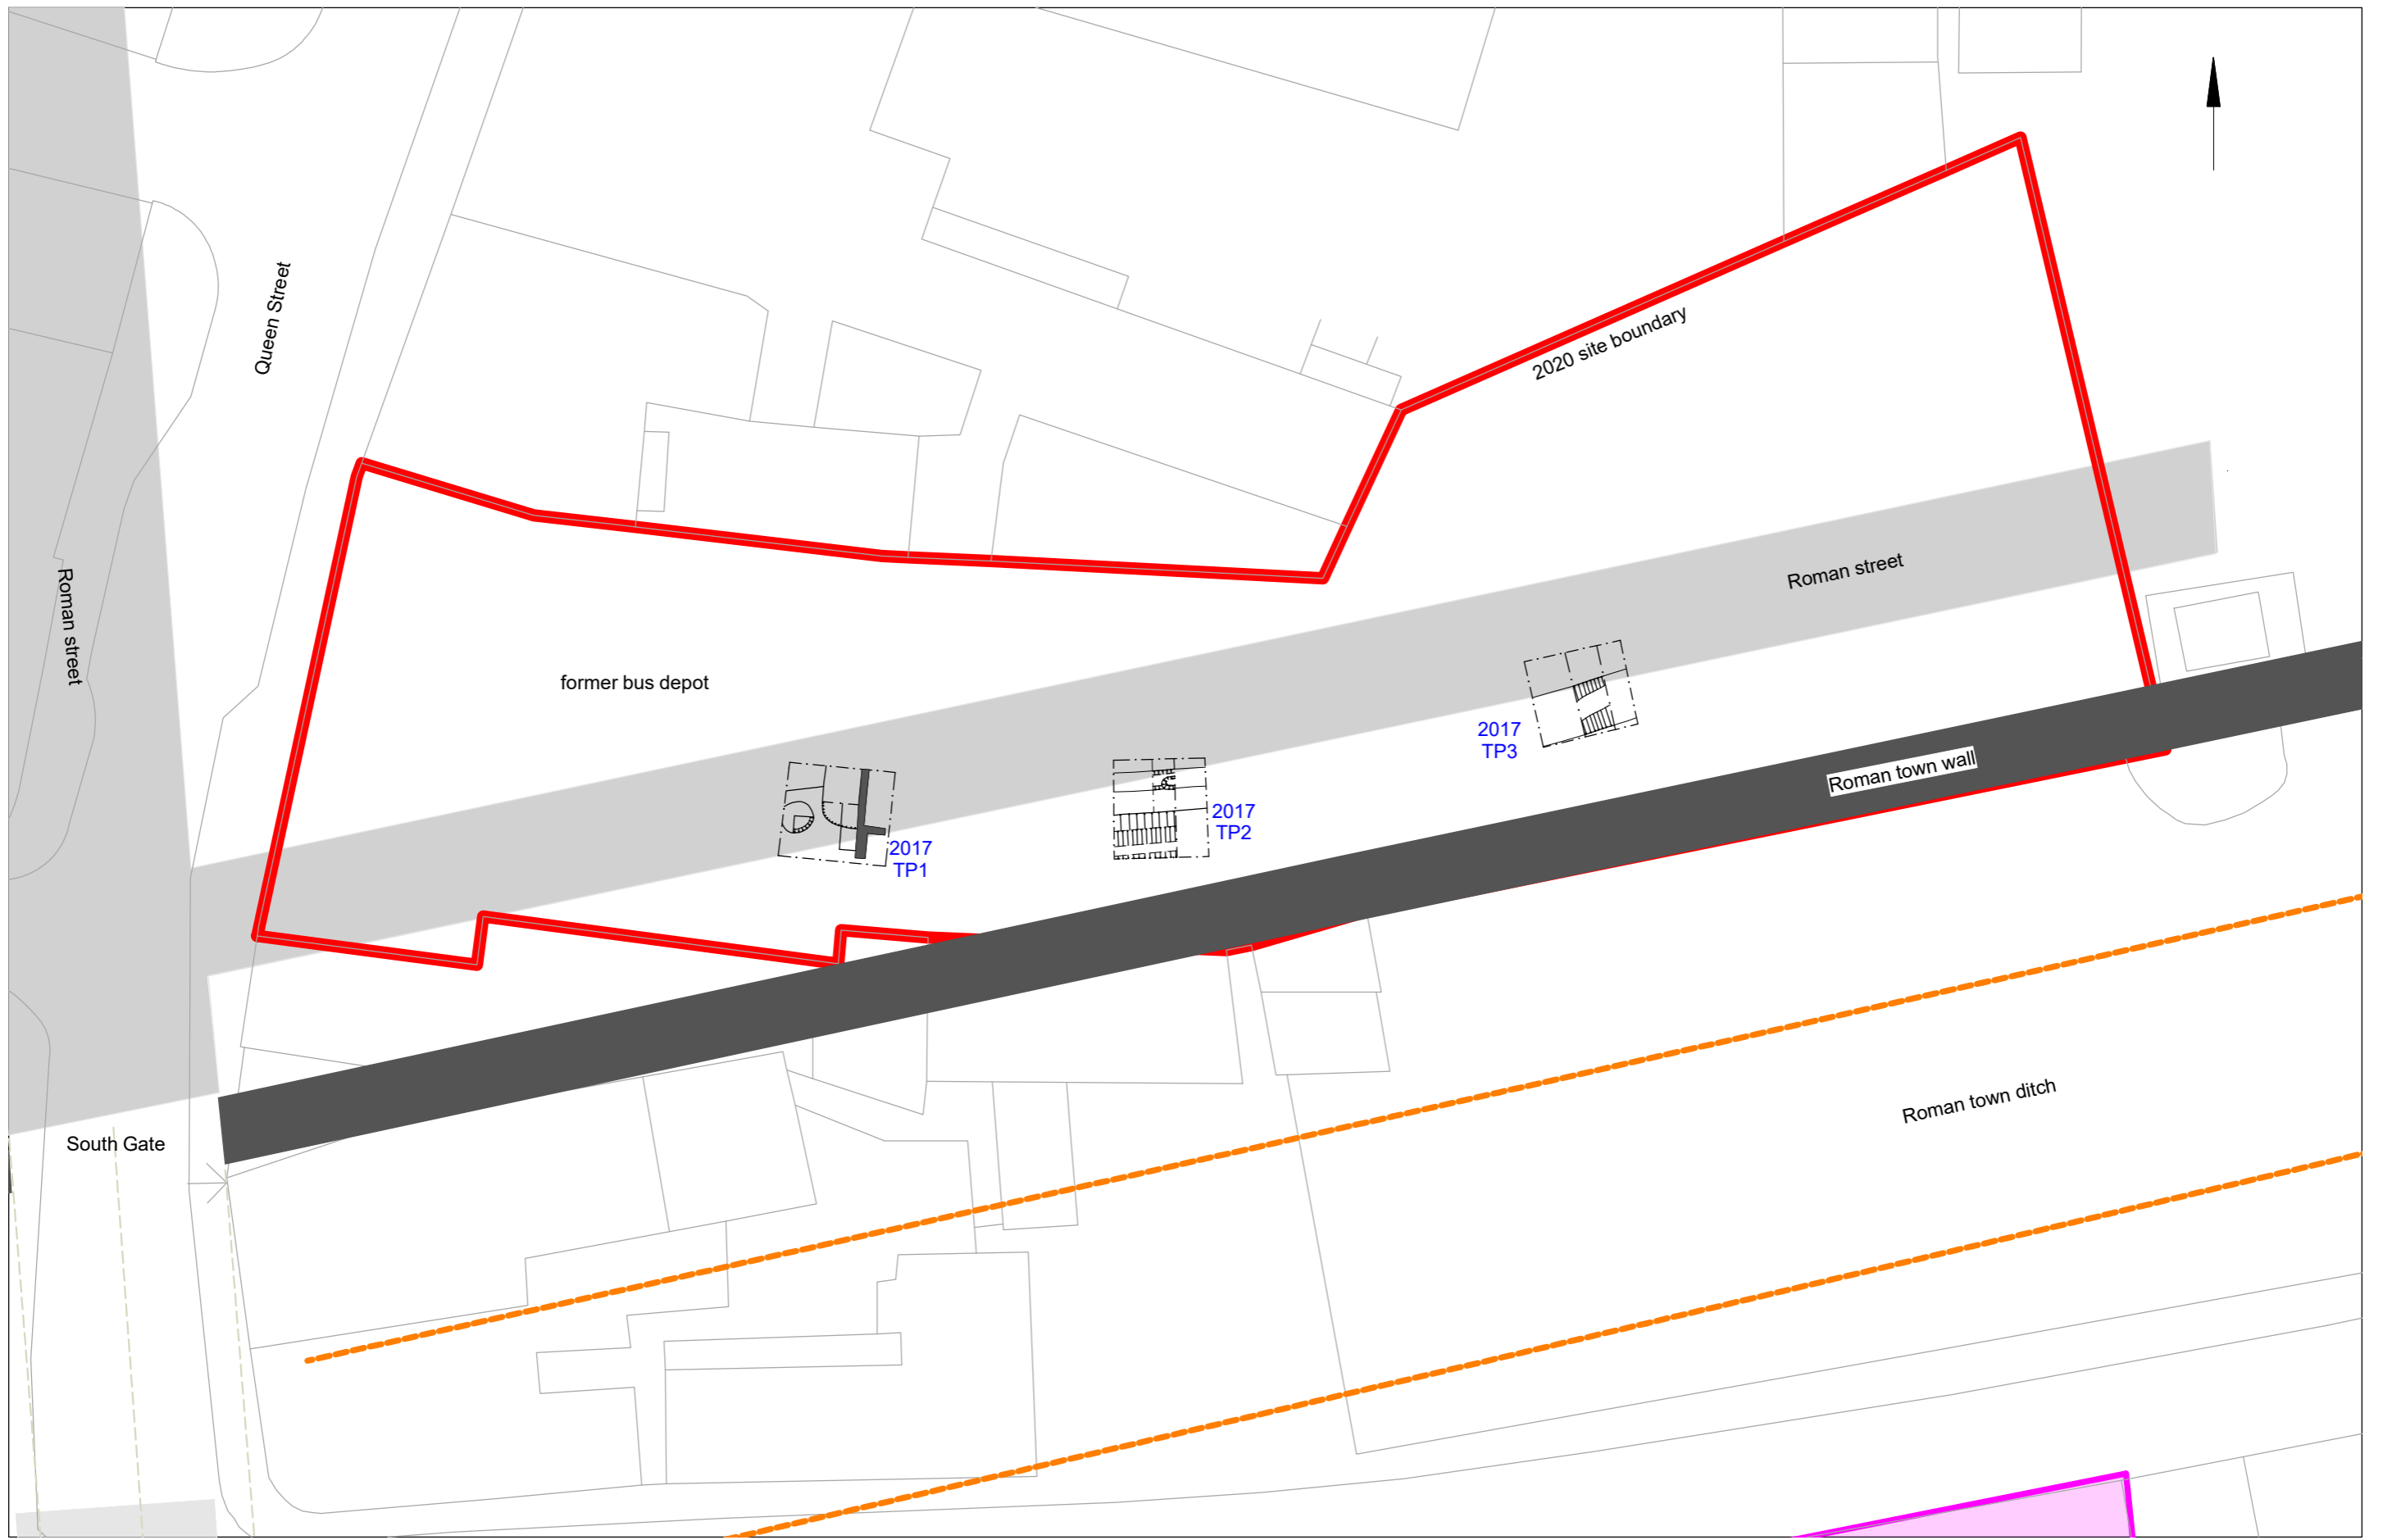 Queen Street
2020 site boundary
Roman street
Roman street
former bus depot
2017
TP3
Roman town wall
2017
TP2
2017
TP1
Roman town ditch
South Gate